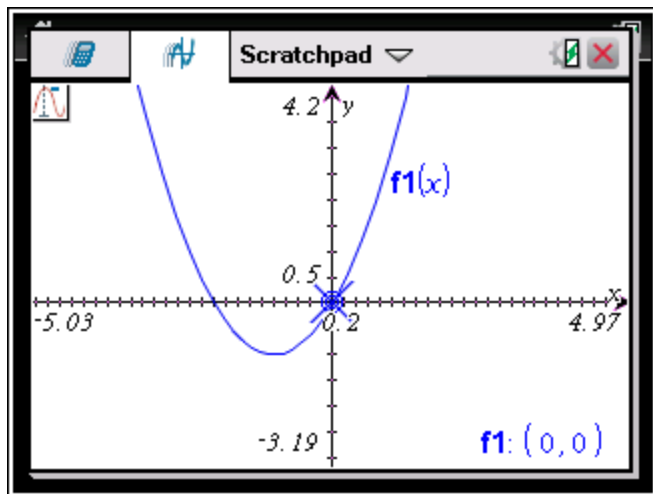 Scratchpad
4.2 y
f1(x)
0.5
x
-5.03 0.2 4.97
-3.19
f1: (0,0)